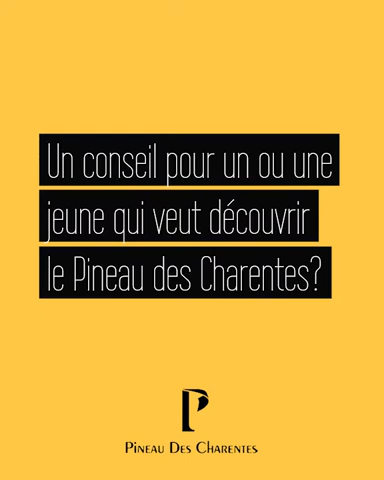 Un conseil pour un ou une
jeune qui veut découvrir
le Pineau des Charentes?
P
PINEAU DES CHARENTES